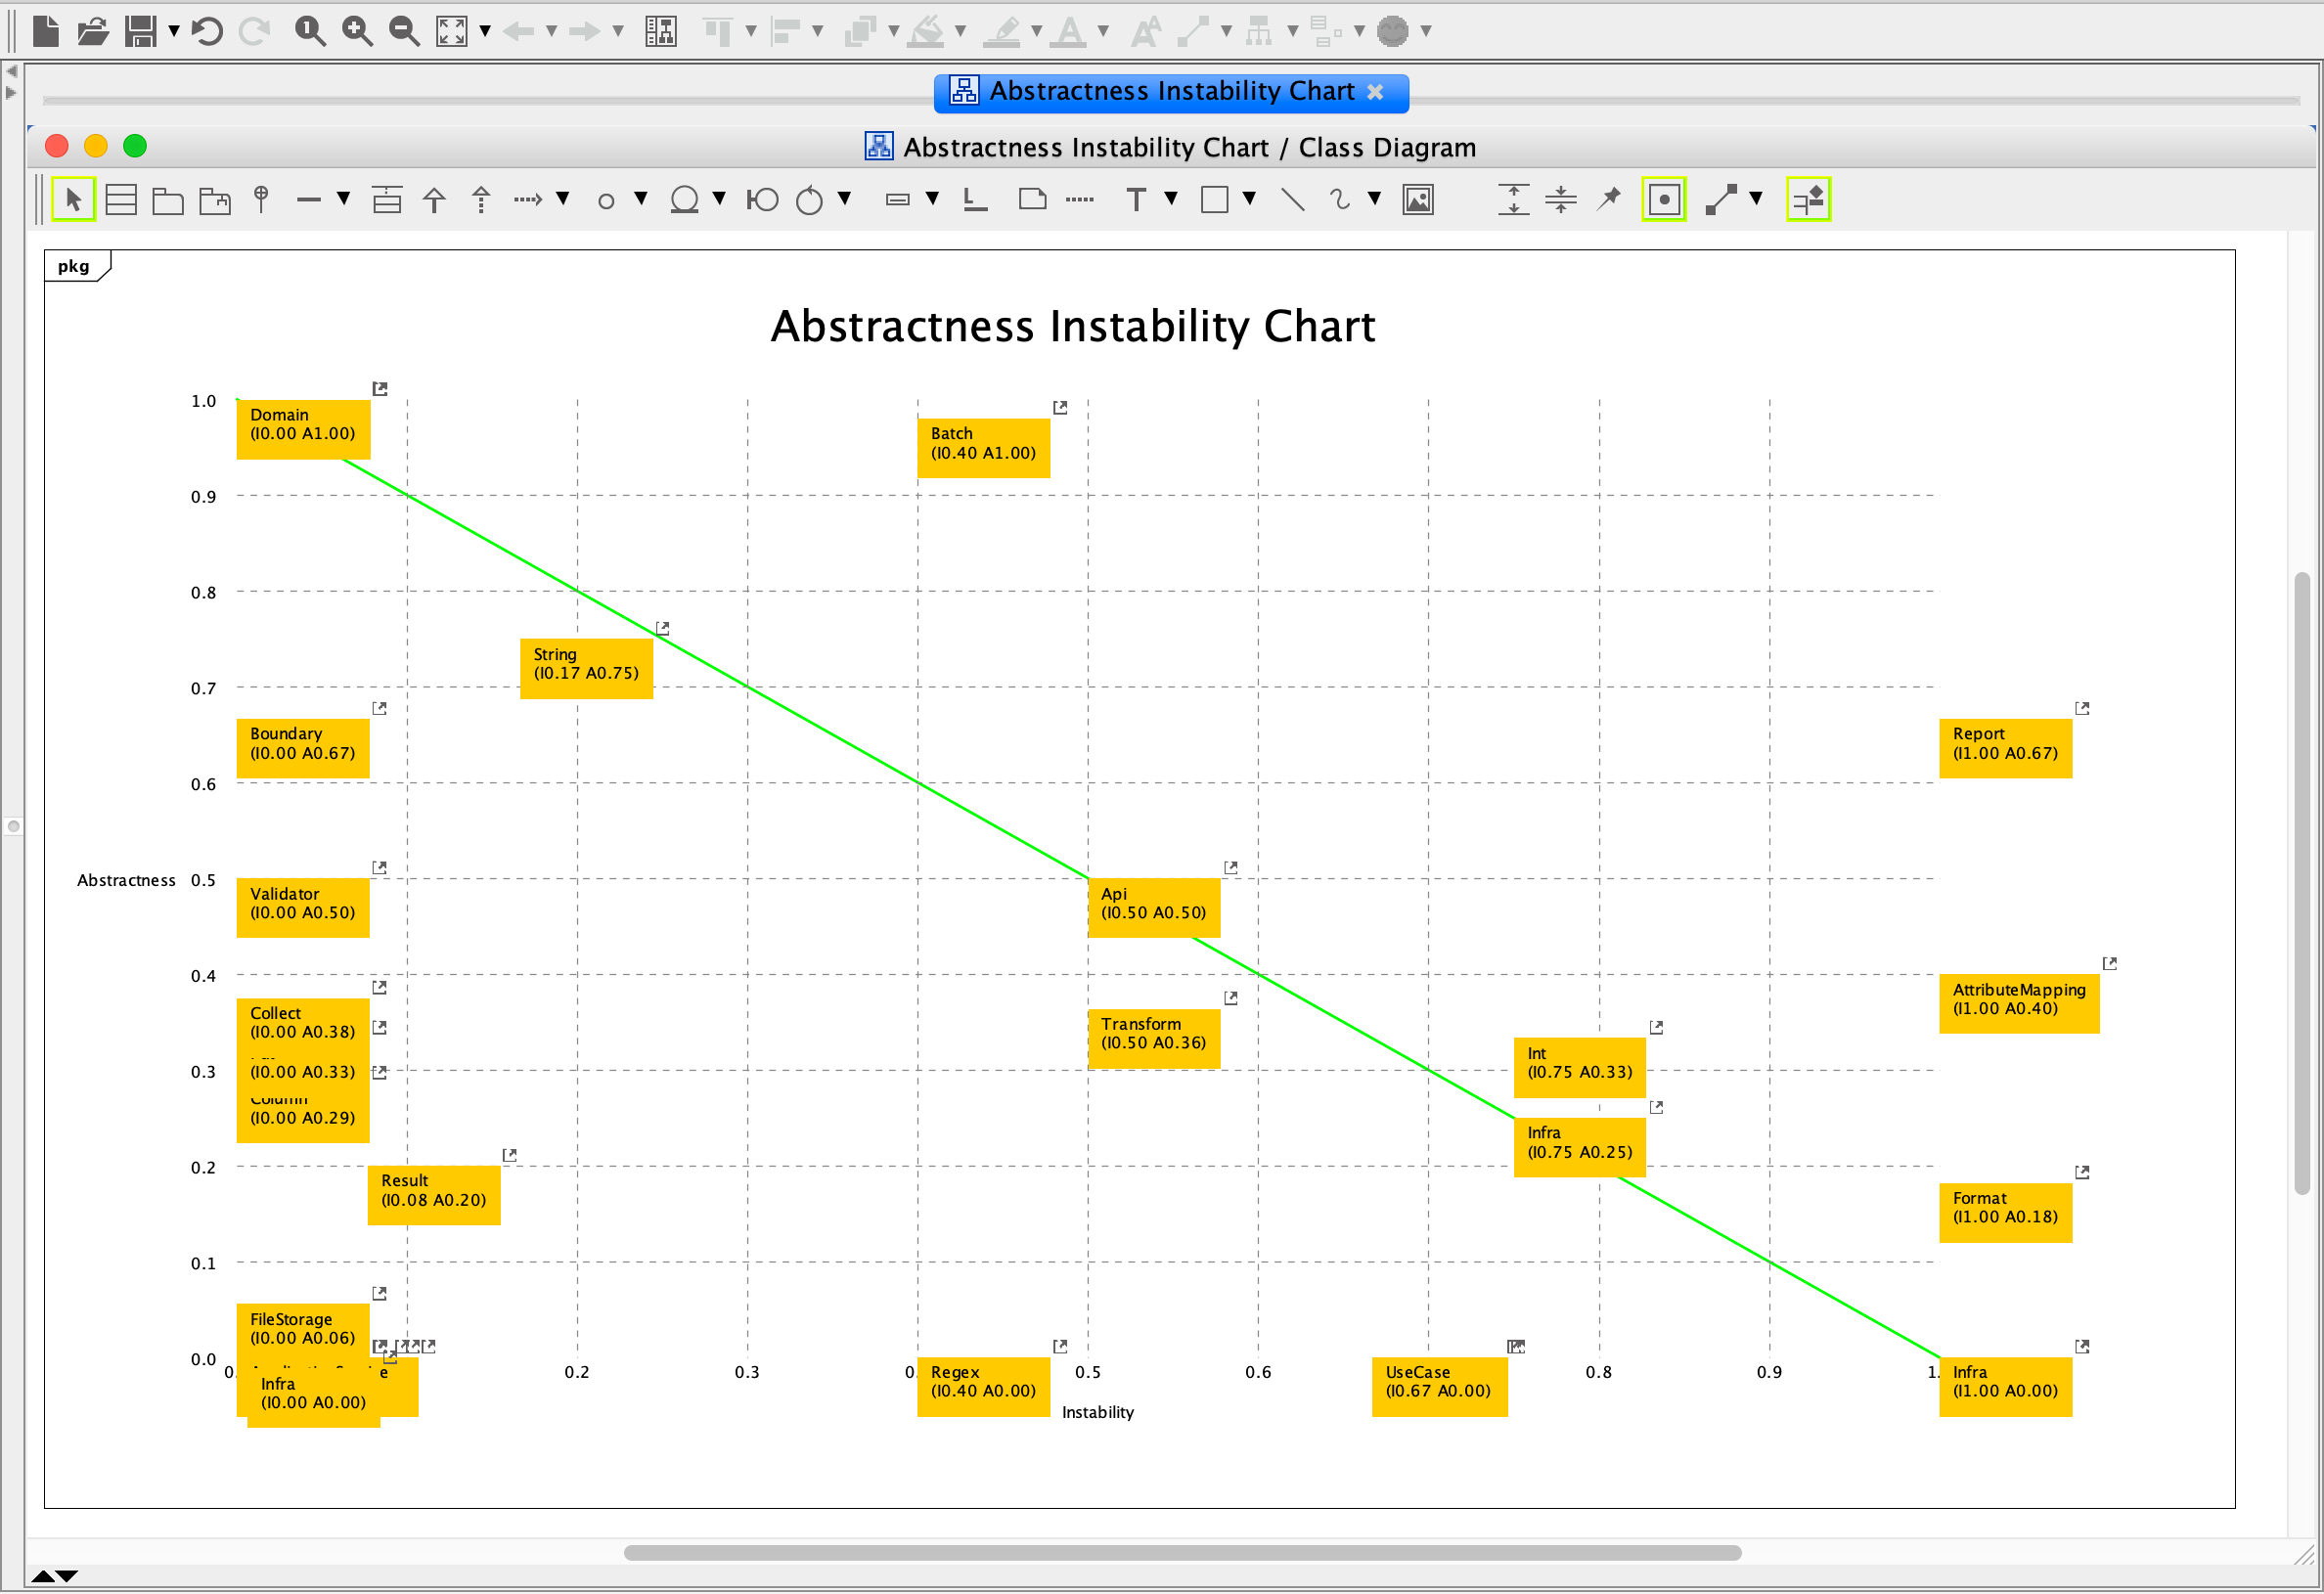 Abstractness Instability Chart
Abstractness Instability Chart / Class Diagram
pkg
Abstractness Instability Chart
1.0
Domain
(I0.00 A1.00)
Batch
(I0.40 A1.00)
0.9
0.8
String
(I0.17 A0.75)
0.7
Boundary
(I0.00 A0.67)
Report
(I1.00 A0.67)
0.6
Abstractness
0.5
Validator
(I0.00 A0.50)
Api
(I0.50 A0.50)
0.4
AttributeMapping
(I1.00 A0.40)
Collect
(I0.00 A0.38)
Transform
(I0.50 A0.36)
Int
(I0.75 A0.33)
0.3
(I0.00 A0.33)
Column
(I0.00 A0.29)
Infra
(I0.75 A0.25)
0.2
Result
(I0.08 A0.20)
Format
(I1.00 A0.18)
0.1
FileStorage
(I0.00 A0.06)
0.0
Infra
(I0.00 A0.00)
0.2
0.3
Regex
(I0.40 A0.00)
0.5
0.6
UseCase
(I0.67 A0.00)
0.8
0.9
Infra
(I1.00 A0.00)
Instability